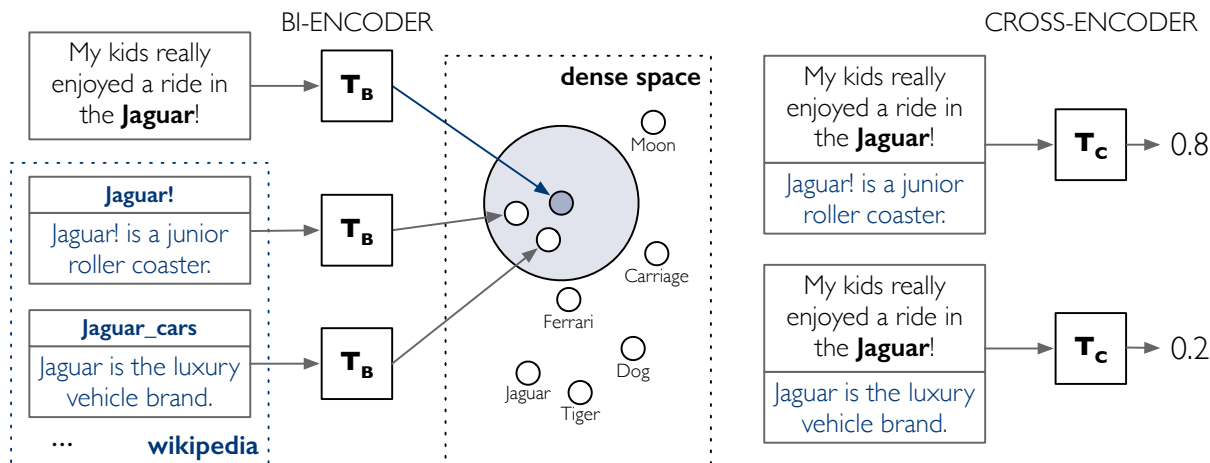 BI-ENCODER
My kids really
enjoyed a ride in
the Jaguar!
T_B
Jaguar!
Jaguar! is a junior
roller coaster.
T_B
Jaguar_cars
Jaguar is the luxury
vehicle brand.
T_B
...
wikipedia
dense space
Moon
Carriage
Ferrari
Dog
Jaguar
Tiger
CROSS-ENCODER
My kids really
enjoyed a ride in
the Jaguar!
Jaguar! is a junior
roller coaster.
T_C
0.8
My kids really
enjoyed a ride in
the Jaguar!
Jaguar is the luxury
vehicle brand.
T_C
0.2